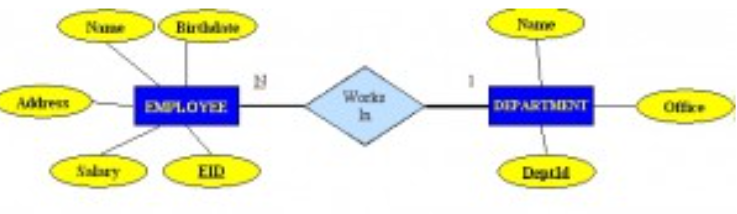 Name
Birthdate
Name
N
1
Address
EMPLOYEE
Works
In
DEPARTMENT
Office
Salary
EID
DeptId